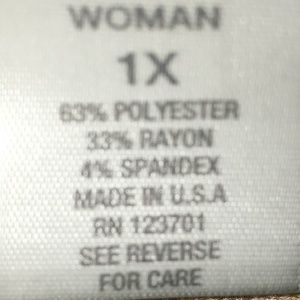 WOMAN
1X
63% POLYESTER
33% RAYON
4% SPANDEX
MADE IN U.S.A
RN 123701
SEE REVERSE
FOR CARE